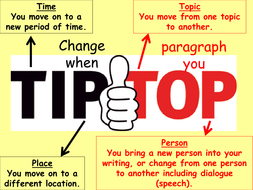 Time
You move on to a
new period of time.
Topic
You move from one topic
to another.
Change
when
paragraph
you
TIP TOP
Place
You move on to a
different location.
Person
You bring a new person into your
writing, or change from one person
to another including dialogue
(speech).